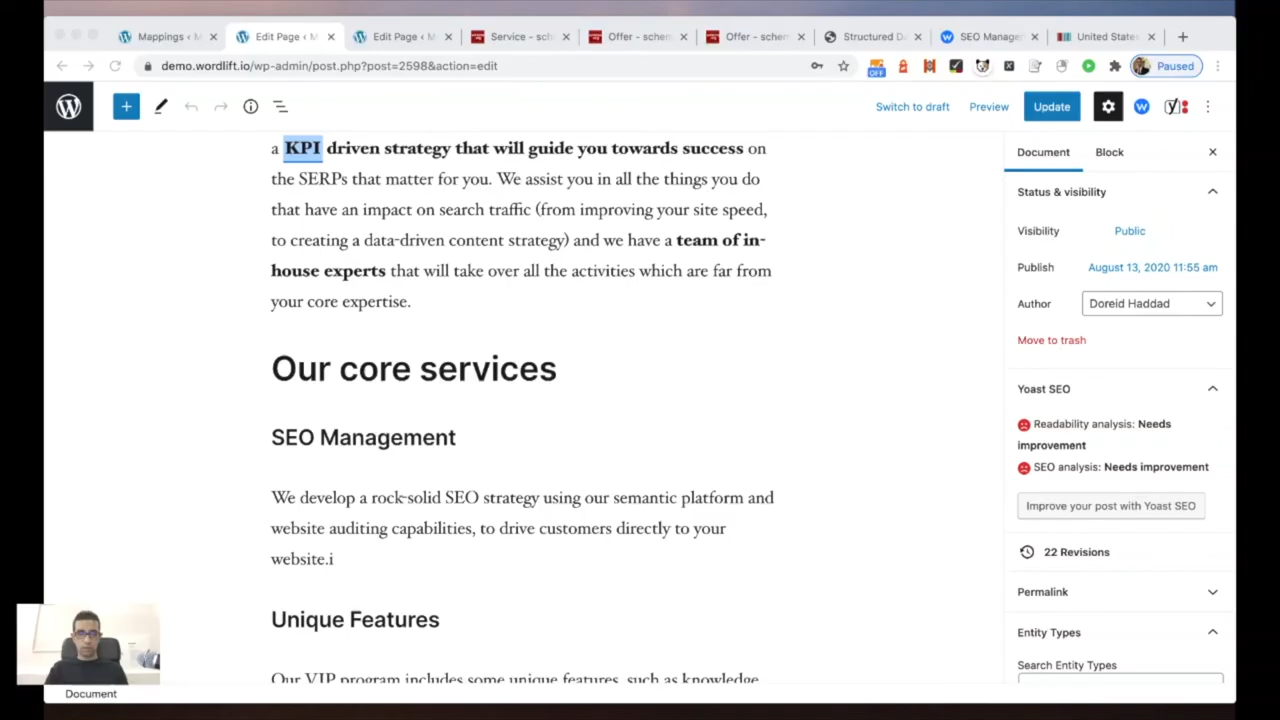 Mappings ‹ M
Edit Page ‹ M
Edit Page ‹ M
Service - sch
Offer - schem
Offer - schem
Structured D
SEO Manage
United States
demo.wordlift.io/wp-admin/post.php?post=2598&action=edit
OFF
Paused
Switch to draft
Preview
Update
a KPI driven strategy that will guide you towards success on
the SERPs that matter for you. We assist you in all the things you do
that have an impact on search traffic (from improving your site speed,
to creating a data-driven content strategy) and we have a team of in-
house experts that will take over all the activities which are far from
your core expertise.
Our core services
SEO Management
We develop a rock-solid SEO strategy using our semantic platform and
website auditing capabilities, to drive customers directly to your
website.i
Unique Features
Our VIP program includes some unique features, such as knowledge
Document
Block
Status & visibility
Visibility
Public
Publish
August 13, 2020 11:55 am
Author
Doreid Haddad
Move to trash
Yoast SEO
Readability analysis: Needs
improvement
SEO analysis: Needs improvement
Improve your post with Yoast SEO
22 Revisions
Permalink
Entity Types
Search Entity Types
Document